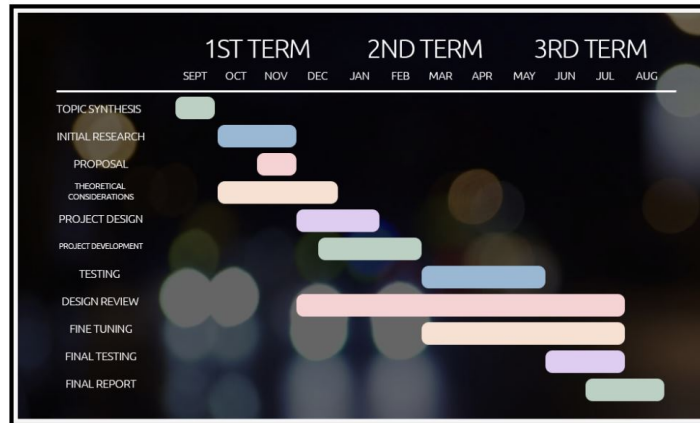 1ST TERM 2ND TERM 3RD TERM
SEPT OCT NOV DEC JAN FEB MAR APR MAY JUN JUL AUG
TOPIC SYNTHESIS
INITIAL RESEARCH
PROPOSAL
THEORETICAL
CONSIDERATIONS
PROJECT DESIGN
PROJECT DEVELOPMENT
TESTING
DESIGN REVIEW
FINE TUNING
FINAL TESTING
FINAL REPORT